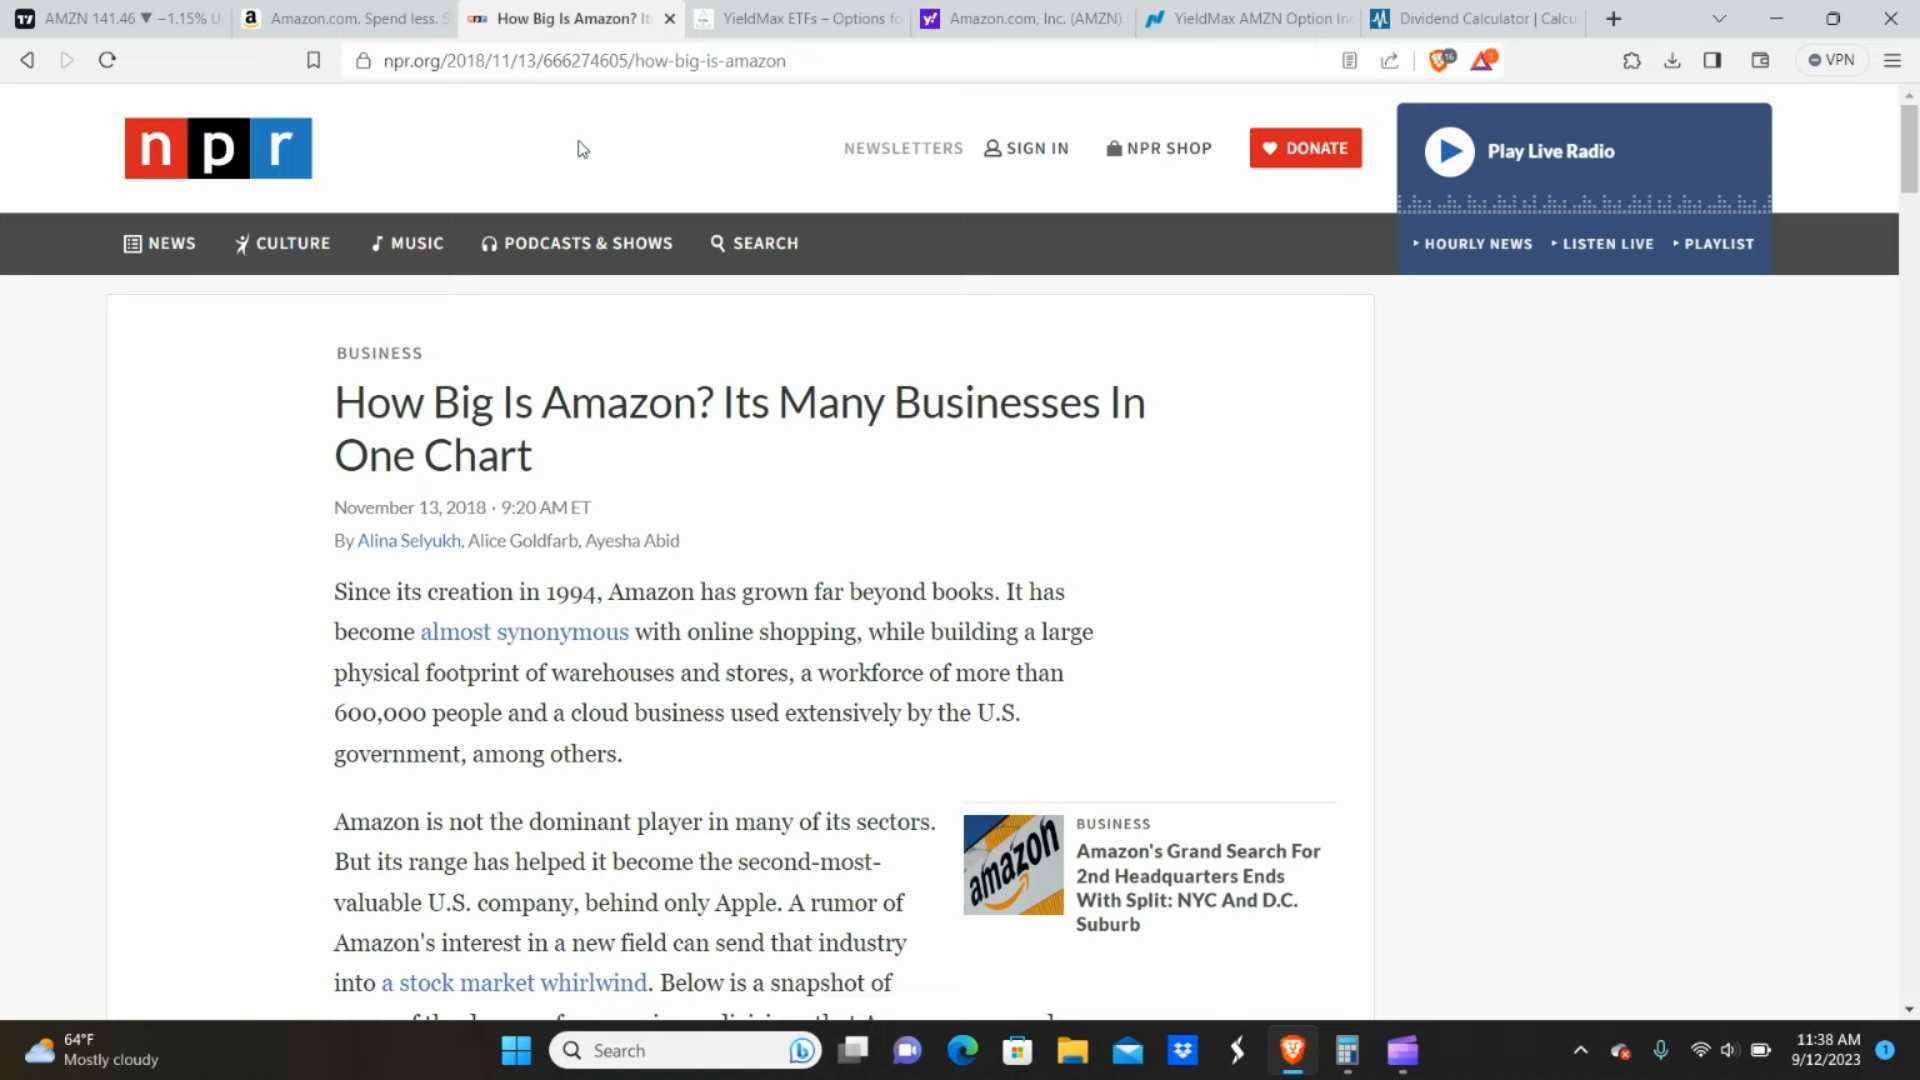 AMZN 141.46 ▼ −1.15% U
Amazon.com. Spend less. S
How Big Is Amazon? It
YieldMax ETFs – Options fo
Amazon.com, Inc. (AMZN)
YieldMax AMZN Option Inc
Dividend Calculator | Calcu
npr.org/2018/11/13/666274605/how-big-is-amazon
16
1
VPN
npr
NEWSLETTERS
SIGN IN
NPR SHOP
DONATE
Play Live Radio
NEWS
CULTURE
MUSIC
PODCASTS & SHOWS
SEARCH
HOURLY NEWS
LISTEN LIVE
PLAYLIST
BUSINESS
How Big Is Amazon? Its Many Businesses In
One Chart
November 13, 2018 · 9:20 AM ET
By Alina Selyukh, Alice Goldfarb, Ayesha Abid
Since its creation in 1994, Amazon has grown far beyond books. It has
become almost synonymous with online shopping, while building a large
physical footprint of warehouses and stores, a workforce of more than
600,000 people and a cloud business used extensively by the U.S.
government, among others.
Amazon is not the dominant player in many of its sectors.
But its range has helped it become the second-most-
valuable U.S. company, behind only Apple. A rumor of
Amazon's interest in a new field can send that industry
into a stock market whirlwind. Below is a snapshot of
amazon
BUSINESS
Amazon's Grand Search For
2nd Headquarters Ends
With Split: NYC And D.C.
Suburb
64°F
Mostly cloudy
Search
11:38 AM
9/12/2023
1